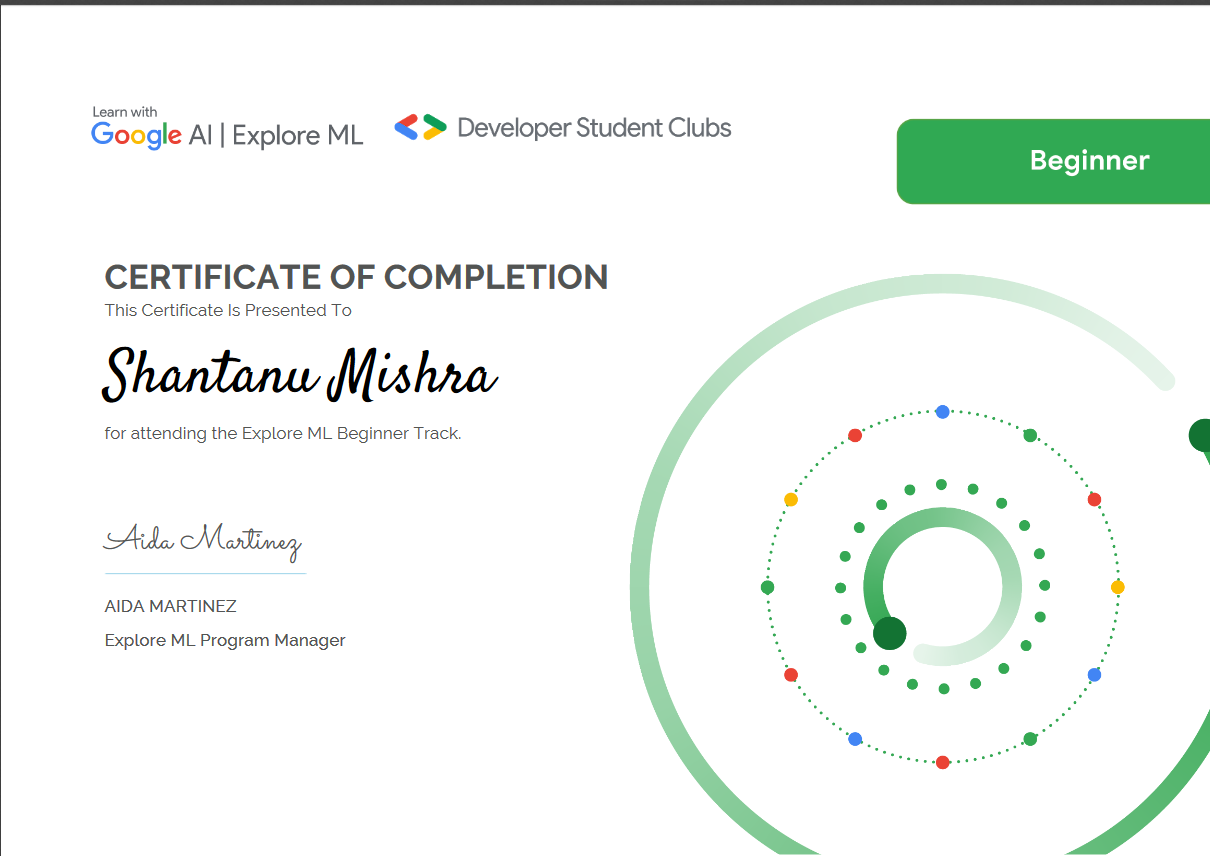 Learn with
Google AI | Explore ML
Developer Student Clubs
Beginner
CERTIFICATE OF COMPLETION
This Certificate Is Presented To
Shantanu Mishra
for attending the Explore ML Beginner Track.
Aida Martinez
AIDA MARTINEZ
Explore ML Program Manager